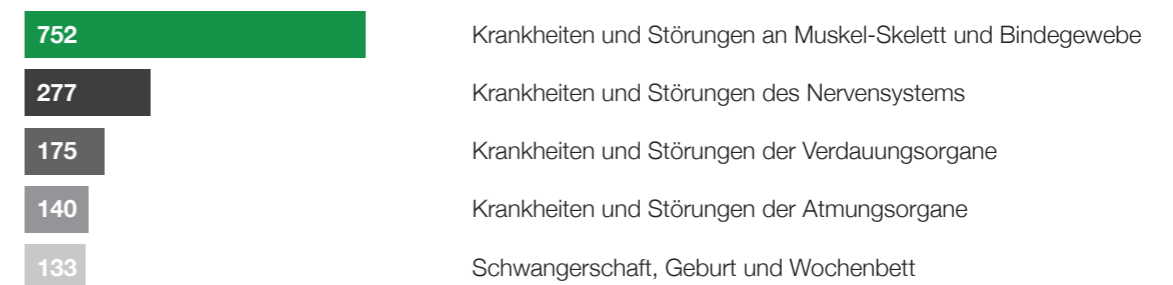 752 Krankheiten und Störungen an Muskel-Skelett und Bindegewebe
277 Krankheiten und Störungen des Nervensystems
175 Krankheiten und Störungen der Verdauungsorgane
140 Krankheiten und Störungen der Atmungsorgane
133 Schwangerschaft, Geburt und Wochenbett